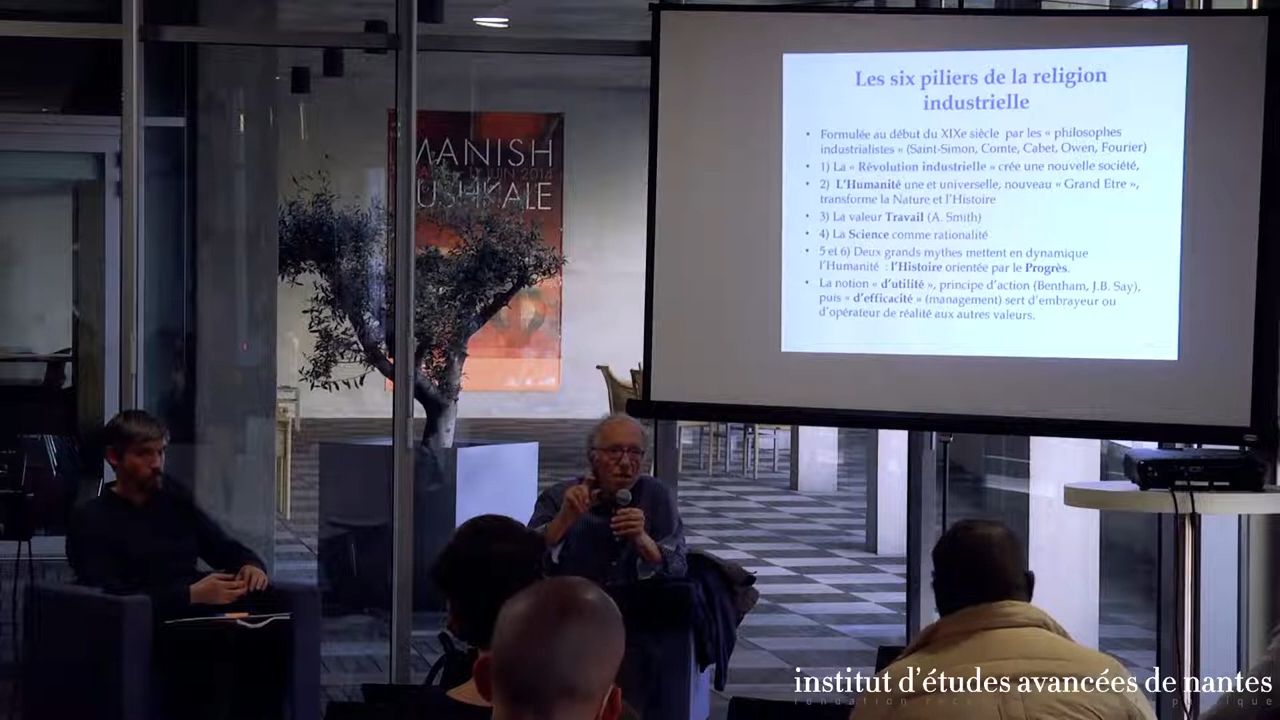 MANISH
JUIN 2014
USHKALE
Les six piliers de la religion
industrielle
• Formulée au début du XIXe siècle par les « philosophes
industrialistes » (Saint-Simon, Comte, Cabet, Owen, Fourier)
• 1) La « Révolution industrielle » crée une nouvelle société,
• 2) L'Humanité une et universelle, nouveau « Grand Etre »,
transforme la Nature et l'Histoire
• 3) La valeur Travail (A. Smith)
• 4) La Science comme rationalité
• 5 et 6) Deux grands mythes mettent en dynamique
l'Humanité : l'Histoire orientée par le Progrès.
• La notion « d'utilité », principe d'action (Bentham, J.B. Say),
puis « d'efficacité » (management) sert d'embrayeur ou
d'opérateur de réalité aux autres valeurs.
institut d'études avancées de nantes
fondation